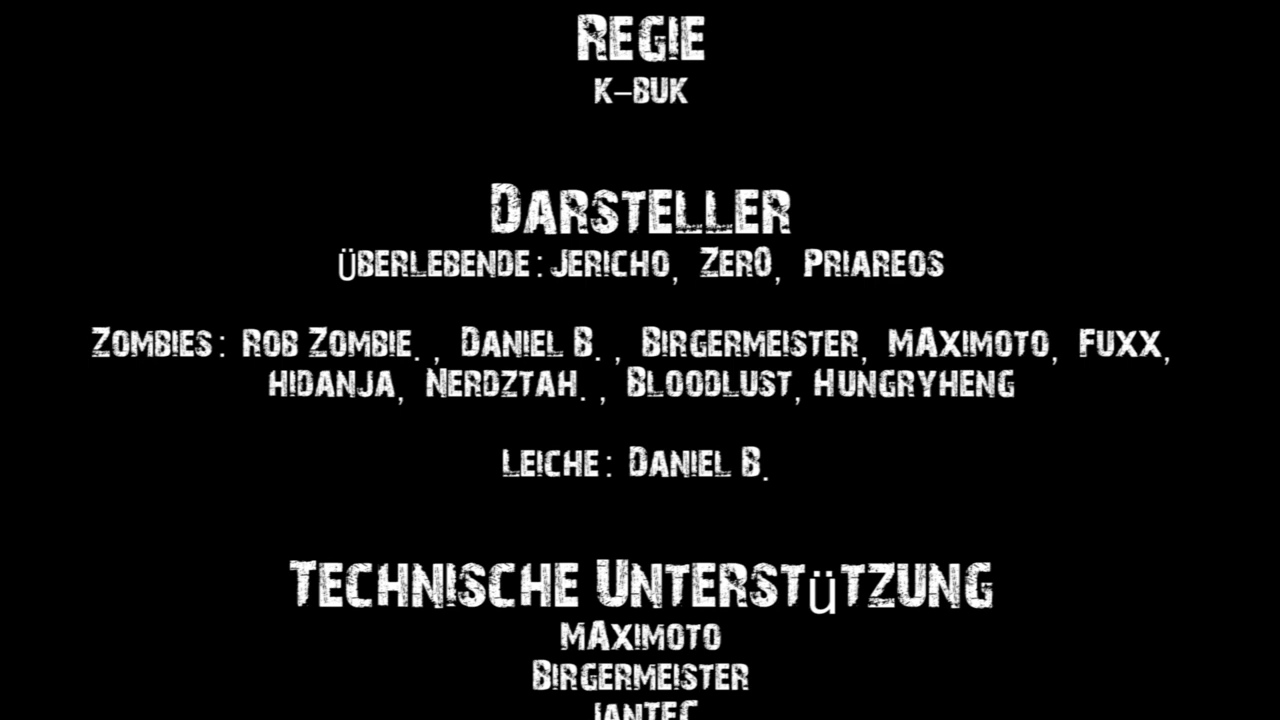 REGIE
K-BUK
DARSTELLER
ÜBERLEBENDE: JERICHO, ZER0, PRIAREOS
ZOMBIES: ROB ZOMBIE. , DANIEL B. , BIRGERMEISTER, MAXIMOTO, FUXX,
HIDANJA, NERDZTAH. , BLOODLUST, HUNGRYHENG
LEICHE: DANIEL B.
TECHNISCHE UNTERSTüTZUNG
MAXIMOTO
BIRGERMEISTER
JANTEC